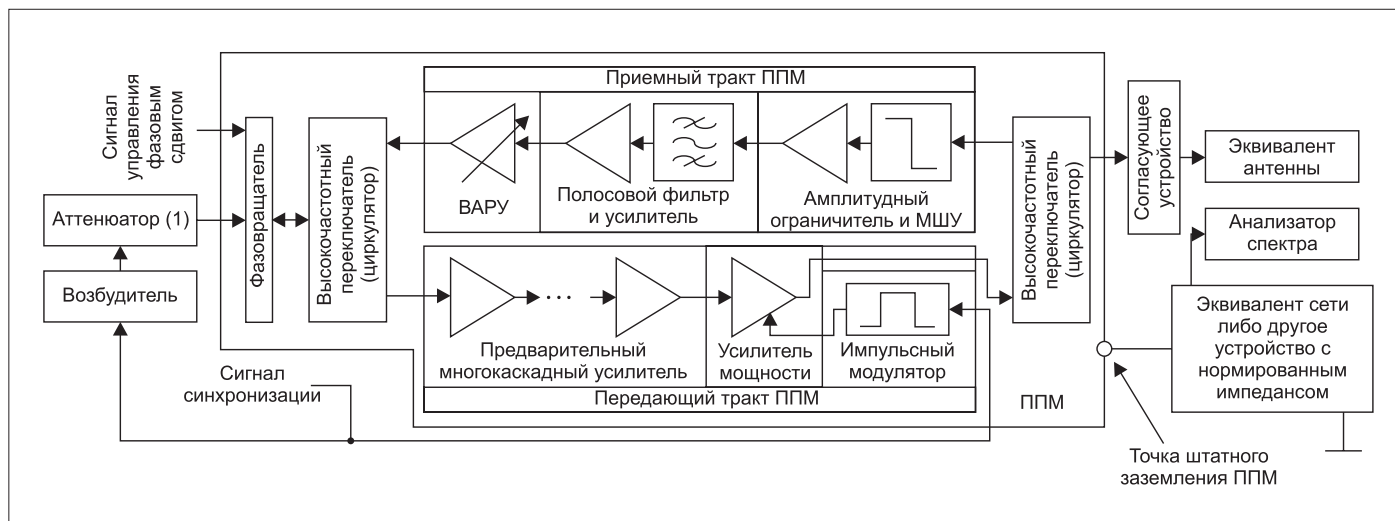 Приемный тракт ППМ
Сигнал
управления
фазовым
сдвигом
Аттенюатор (1)
Возбудитель
Фазовращатель
Высокочастотный
переключатель
(циркулятор)
ВАРУ
Полосовой фильтр
и усилитель
Амплитудный
ограничитель и МШУ
Высокочастотный
переключатель
(циркулятор)
Согласующее
устройство
Эквивалент
антенны
Анализатор
спектра
Эквивалент сети
либо другое
устройство с
нормированным
импедансом
...
Предварительный
многокаскадный усилитель
Усилитель
мощности
Импульсный
модулятор
Передающий тракт ППМ
ППМ
Сигнал
синхронизации
Точка штатного
заземления ППМ